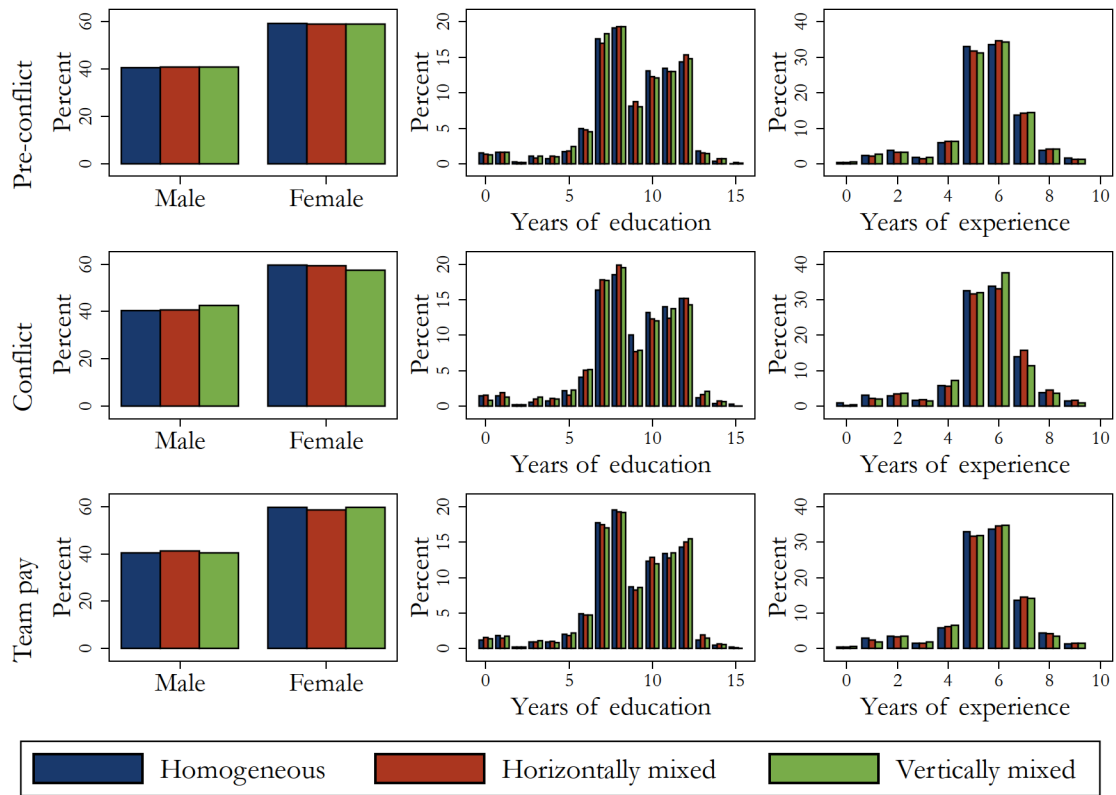 Pre-conflict
Percent
0 20 40 60
Male Female
Percent
0 5 10 15 20
0 5 10 15
Years of education
Percent
0 10 20 30 40
0 2 4 6 8 10
Years of experience
Conflict
Percent
0 20 40 60
Male Female
Percent
0 5 10 15 20
0 5 10 15
Years of education
Percent
0 10 20 30 40
0 2 4 6 8 10
Years of experience
Team pay
Percent
0 20 40 60
Male Female
Percent
0 5 10 15 20
0 5 10 15
Years of education
Percent
0 10 20 30 40
0 2 4 6 8 10
Years of experience
Homogeneous Horizontally mixed Vertically mixed